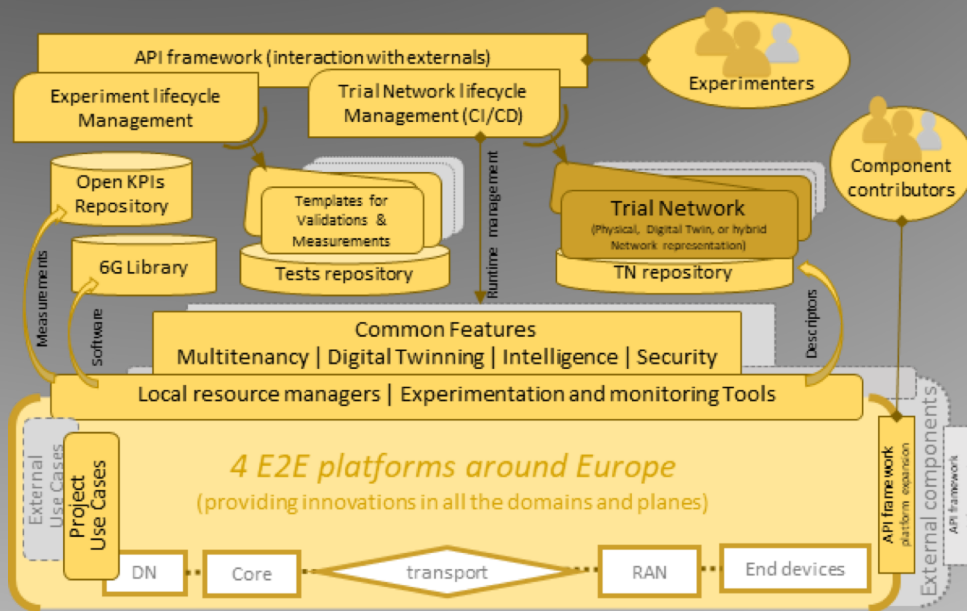 API framework (interaction with externals)
Experimenters
Experiment lifecycle
Management
Trial Network lifecycle
Management (CI/CD)
Component
contributors
Open KPIs
Repository
Templates for
Validations &
Measurements
Tests repository
Runtime management
Trial Network
(Physical, Digital Twin, or hybrid
Network representation)
TN repository
6G Library
Measurements
software
Descriptors
Common Features
Multitenancy | Digital Twinning | Intelligence | Security
Local resource managers | Experimentation and monitoring Tools
External
Use Cases
Project
Use Cases
4 E2E platforms around Europe
(providing innovations in all the domains and planes)
API framework
platform expansion
External components
API framework
DN
Core
transport
RAN
End devices